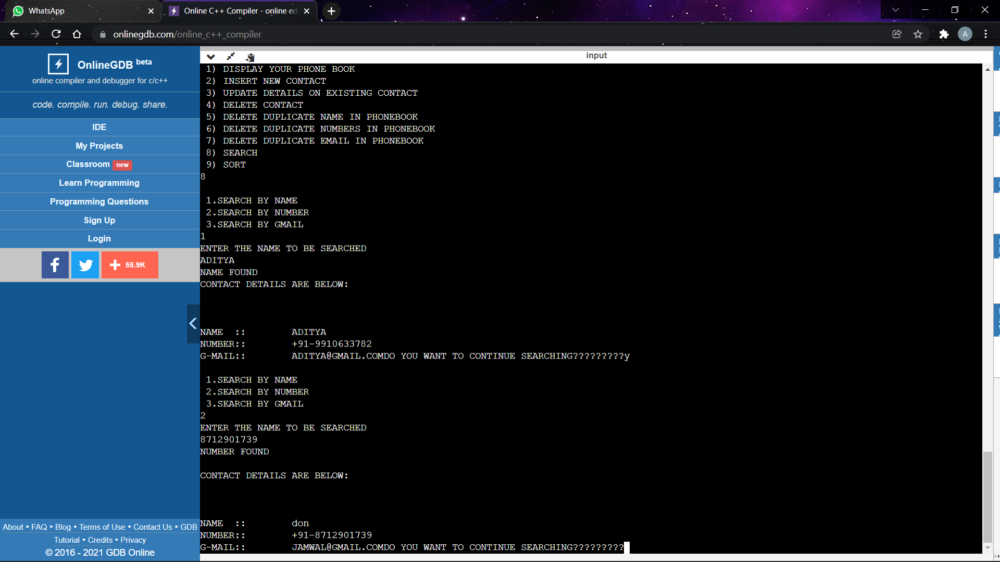 WhatsApp
Online C++ Compiler - online ed
onlinegdb.com/online_c++_compiler
A
OnlineGDB beta
online compiler and debugger for c/c++
code. compile. run. debug. share.
IDE
My Projects
Classroom new
Learn Programming
Programming Questions
Sign Up
Login
55.9K
About • FAQ • Blog • Terms of Use • Contact Us • GDB
Tutorial • Credits • Privacy
© 2016 - 2021 GDB Online
input
1) DISPLAY YOUR PHONE BOOK
2) INSERT NEW CONTACT
3) UPDATE DETAILS ON EXISTING CONTACT
4) DELETE CONTACT
5) DELETE DUPLICATE NAME IN PHONEBOOK
6) DELETE DUPLICATE NUMBERS IN PHONEBOOK
7) DELETE DUPLICATE EMAIL IN PHONEBOOK
8) SEARCH
9) SORT
8
1.SEARCH BY NAME
2.SEARCH BY NUMBER
3.SEARCH BY GMAIL
1
ENTER THE NAME TO BE SEARCHED
ADITYA
NAME FOUND
CONTACT DETAILS ARE BELOW:
NAME  ::        ADITYA
NUMBER::        +91-9910633782
G-MAIL::        ADITYA@GMAIL.COMDO YOU WANT TO CONTINUE SEARCHING?????????y
1.SEARCH BY NAME
2.SEARCH BY NUMBER
3.SEARCH BY GMAIL
2
ENTER THE NAME TO BE SEARCHED
8712901739
NUMBER FOUND
CONTACT DETAILS ARE BELOW:
NAME  ::        don
NUMBER::        +91-8712901739
G-MAIL::        JAMWAL@GMAIL.COMDO YOU WANT TO CONTINUE SEARCHING?????????